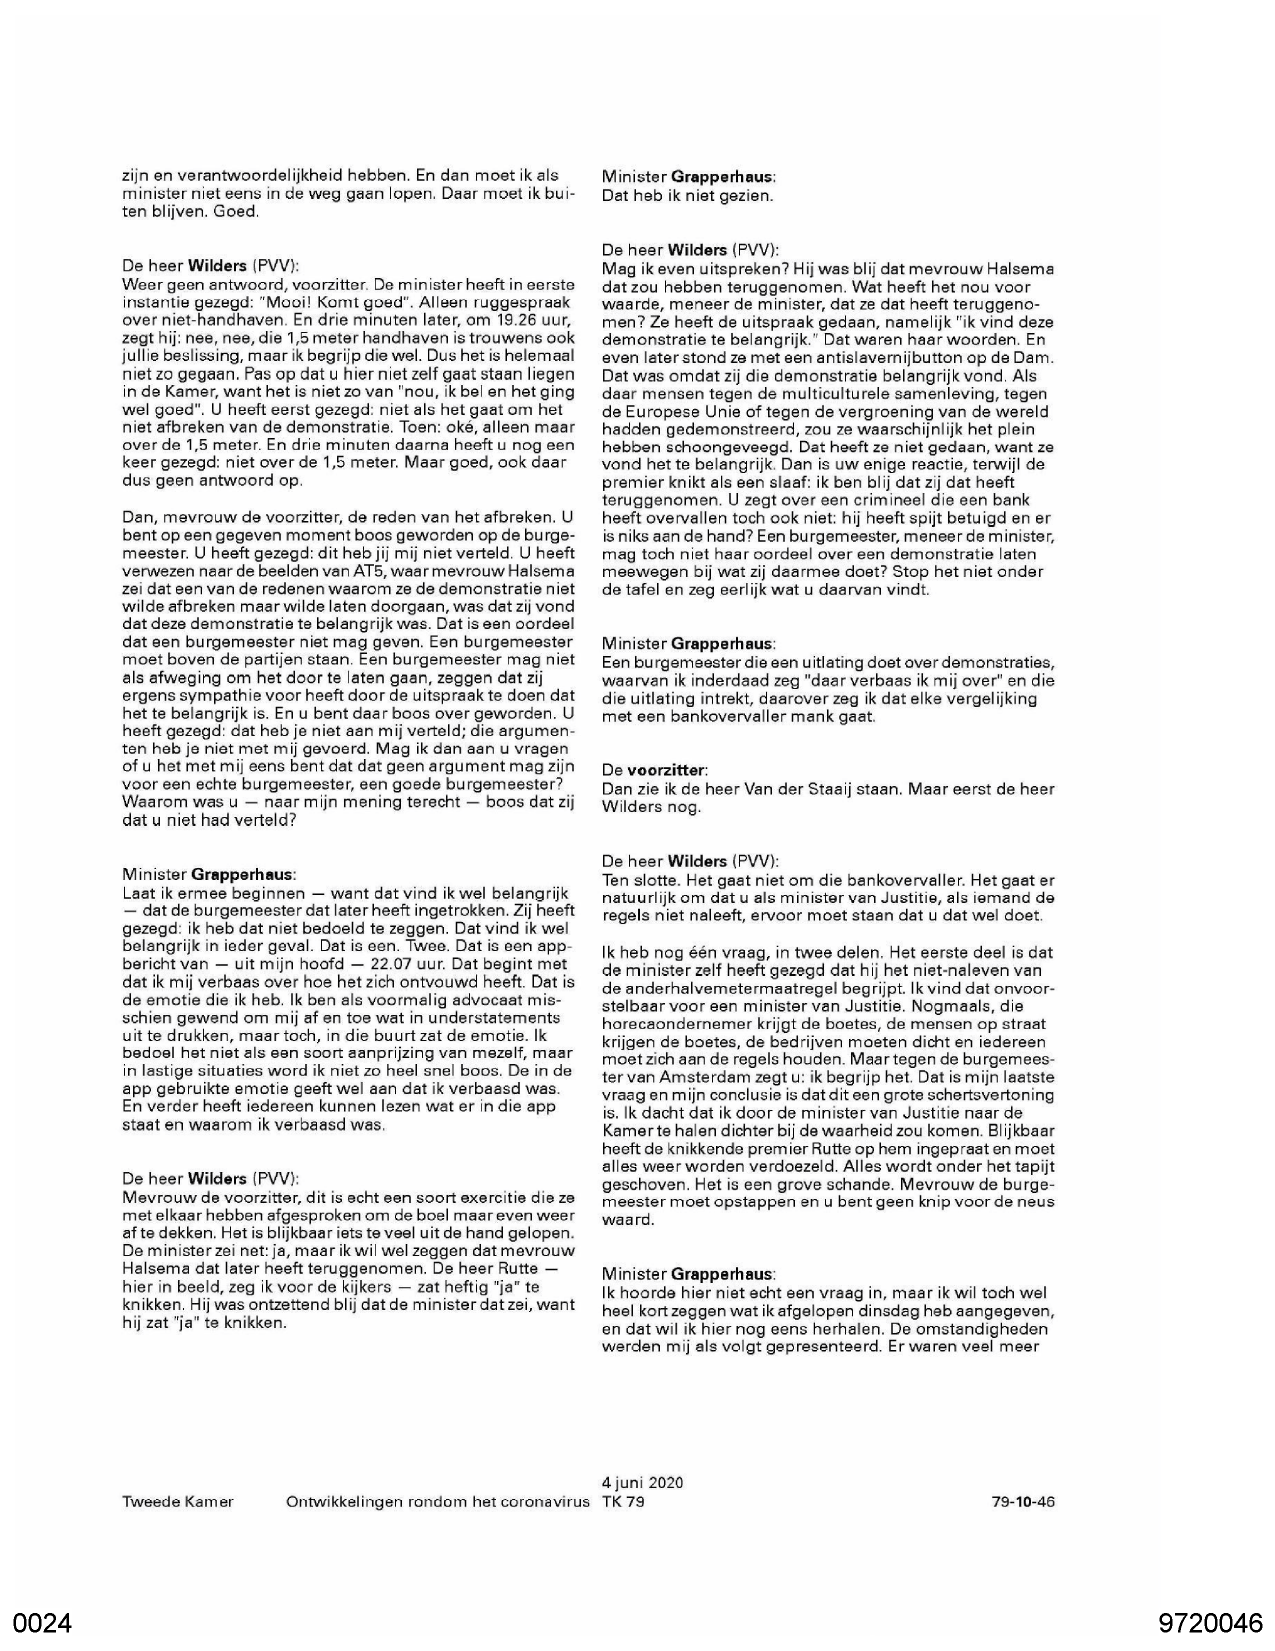 zijn en verantwoordelijkheid hebben. En dan moet ik als
minister niet eens in de weg gaan lopen. Daar moet ik bui-
ten blijven. Goed.
De heer Wilders (PVV):
Weer geen antwoord, voorzitter. De minister heeft in eerste
instantie gezegd: "Mooi! Komt goed". Alleen ruggespraak
over niet-handhaven. En drie minuten later, om 19.26 uur,
zegt hij: nee, nee, die 1,5 meter handhaven is trouwens ook
jullie beslissing, maar ik begrijp die wel. Dus het is helemaal
niet zo gegaan. Pas op dat u hier niet zelf gaat staan liegen
in de Kamer, want het is niet zo van "nou, ik bel en het ging
wel goed". U heeft eerst gezegd: niet als het gaat om het
niet afbreken van de demonstratie. Toen: oké, alleen maar
over de 1,5 meter. En drie minuten daarna heeft u nog een
keer gezegd: niet over de 1,5 meter. Maar goed, ook daar
dus geen antwoord op.
Dan, mevrouw de voorzitter, de reden van het afbreken. U
bent op een gegeven moment boos geworden op de burge-
meester. U heeft gezegd: dit heb jij mij niet verteld. U heeft
verwezen naar de beelden van AT5, waar mevrouw Halsema
zei dat een van de redenen waarom ze de demonstratie niet
wilde afbreken maar wilde laten doorgaan, was dat zij vond
dat deze demonstratie te belangrijk was. Dat is een oordeel
dat een burgemeester niet mag geven. Een burgemeester
moet boven de partijen staan. Een burgemeester mag niet
als afweging om het door te laten gaan, zeggen dat zij
ergens sympathie voor heeft door de uitspraak te doen dat
het te belangrijk is. En u bent daar boos over geworden. U
heeft gezegd: dat heb je niet aan mij verteld; die argumen-
ten heb je niet met mij gevoerd. Mag ik dan aan u vragen
of u het met mij eens bent dat dat geen argument mag zijn
voor een echte burgemeester, een goede burgemeester?
Waarom was u — naar mijn mening terecht — boos dat zij
dat u niet had verteld?
Minister Grapperhaus:
Laat ik ermee beginnen — want dat vind ik wel belangrijk
— dat de burgemeester dat later heeft ingetrokken. Zij heeft
gezegd: ik heb dat niet bedoeld te zeggen. Dat vind ik wel
belangrijk in ieder geval. Dat is een. Twee. Dat is een app-
bericht van — uit mijn hoofd — 22.07 uur. Dat begint met
dat ik mij verbaas over hoe het zich ontvouwd heeft. Dat is
de emotie die ik heb. Ik ben als voormalig advocaat mis-
schien gewend om mij af en toe wat in understatements
uit te drukken, maar toch, in die buurt zat de emotie. Ik
bedoel het niet als een soort aanprijzing van mezelf, maar
in lastige situaties word ik niet zo heel snel boos. De in de
app gebruikte emotie geeft wel aan dat ik verbaasd was.
En verder heeft iedereen kunnen lezen wat er in die app
staat en waarom ik verbaasd was.
De heer Wilders (PVV):
Mevrouw de voorzitter, dit is echt een soort exercitie die ze
met elkaar hebben afgesproken om de boel maar even weer
af te dekken. Het is blijkbaar iets te veel uit de hand gelopen.
De minister zei net: ja, maar ik wil wel zeggen dat mevrouw
Halsema dat later heeft teruggenomen. De heer Rutte —
hier in beeld, zeg ik voor de kijkers — zat heftig "ja" te
knikken. Hij was ontzettend blij dat de minister dat zei, want
hij zat "ja" te knikken.
Minister Grapperhaus:
Dat heb ik niet gezien.
De heer Wilders (PVV):
Mag ik even uitspreken? Hij was blij dat mevrouw Halsema
dat zou hebben teruggenomen. Wat heeft het nou voor
waarde, meneer de minister, dat ze dat heeft teruggeno-
men? Ze heeft de uitspraak gedaan, namelijk "ik vind deze
demonstratie te belangrijk." Dat waren haar woorden. En
even later stond ze met een antislavernijbutton op de Dam.
Dat was omdat zij die demonstratie belangrijk vond. Als
daar mensen tegen de multiculturele samenleving, tegen
de Europese Unie of tegen de vergroening van de wereld
hadden gedemonstreerd, zou ze waarschijnlijk het plein
hebben schoongeveegd. Dat heeft ze niet gedaan, want ze
vond het te belangrijk. Dan is uw enige reactie, terwijl de
premier knikt als een slaaf: ik ben blij dat zij dat heeft
teruggenomen. U zegt over een crimineel die een bank
heeft overvallen toch ook niet: hij heeft spijt betuigd en er
is niks aan de hand? Een burgemeester, meneer de minister,
mag toch niet haar oordeel over een demonstratie laten
meewegen bij wat zij daarmee doet? Stop het niet onder
de tafel en zeg eerlijk wat u daarvan vindt.
Minister Grapperhaus:
Een burgemeester die een uitlating doet over demonstraties,
waarvan ik inderdaad zeg "daar verbaas ik mij over" en die
die uitlating intrekt, daarover zeg ik dat elke vergelijking
met een bankovervaller mank gaat.
De voorzitter:
Dan zie ik de heer Van der Staaij staan. Maar eerst de heer
Wilders nog.
De heer Wilders (PVV):
Ten slotte. Het gaat niet om die bankovervaller. Het gaat er
natuurlijk om dat u als minister van Justitie, als iemand de
regels niet naleeft, ervoor moet staan dat u dat wel doet.
Ik heb nog één vraag, in twee delen. Het eerste deel is dat
de minister zelf heeft gezegd dat hij het niet-naleven van
de anderhalvemetermaatregel begrijpt. Ik vind dat onvoor-
stelbaar voor een minister van Justitie. Nogmaals, die
horecaondernemer krijgt de boetes, de mensen op straat
krijgen de boetes, de bedrijven moeten dicht en iedereen
moet zich aan de regels houden. Maar tegen de burgemees-
ter van Amsterdam zegt u: ik begrijp het. Dat is mijn laatste
vraag en mijn conclusie is dat dit een grote schertsvertoning
is. Ik dacht dat ik door de minister van Justitie naar de
Kamer te halen dichter bij de waarheid zou komen. Blijkbaar
heeft de knikkende premier Rutte op hem ingepraat en moet
alles weer worden verdoezeld. Alles wordt onder het tapijt
geschoven. Het is een grove schande. Mevrouw de burge-
meester moet opstappen en u bent geen knip voor de neus
waard.
Minister Grapperhaus:
Ik hoorde hier niet echt een vraag in, maar ik wil toch wel
heel kort zeggen wat ik afgelopen dinsdag heb aangegeven,
en dat wil ik hier nog eens herhalen. De omstandigheden
werden mij als volgt gepresenteerd. Er waren veel meer
4 juni 2020
Tweede Kamer Ontwikkelingen rondom het coronavirus TK 79 79-10-46
0024 9720046